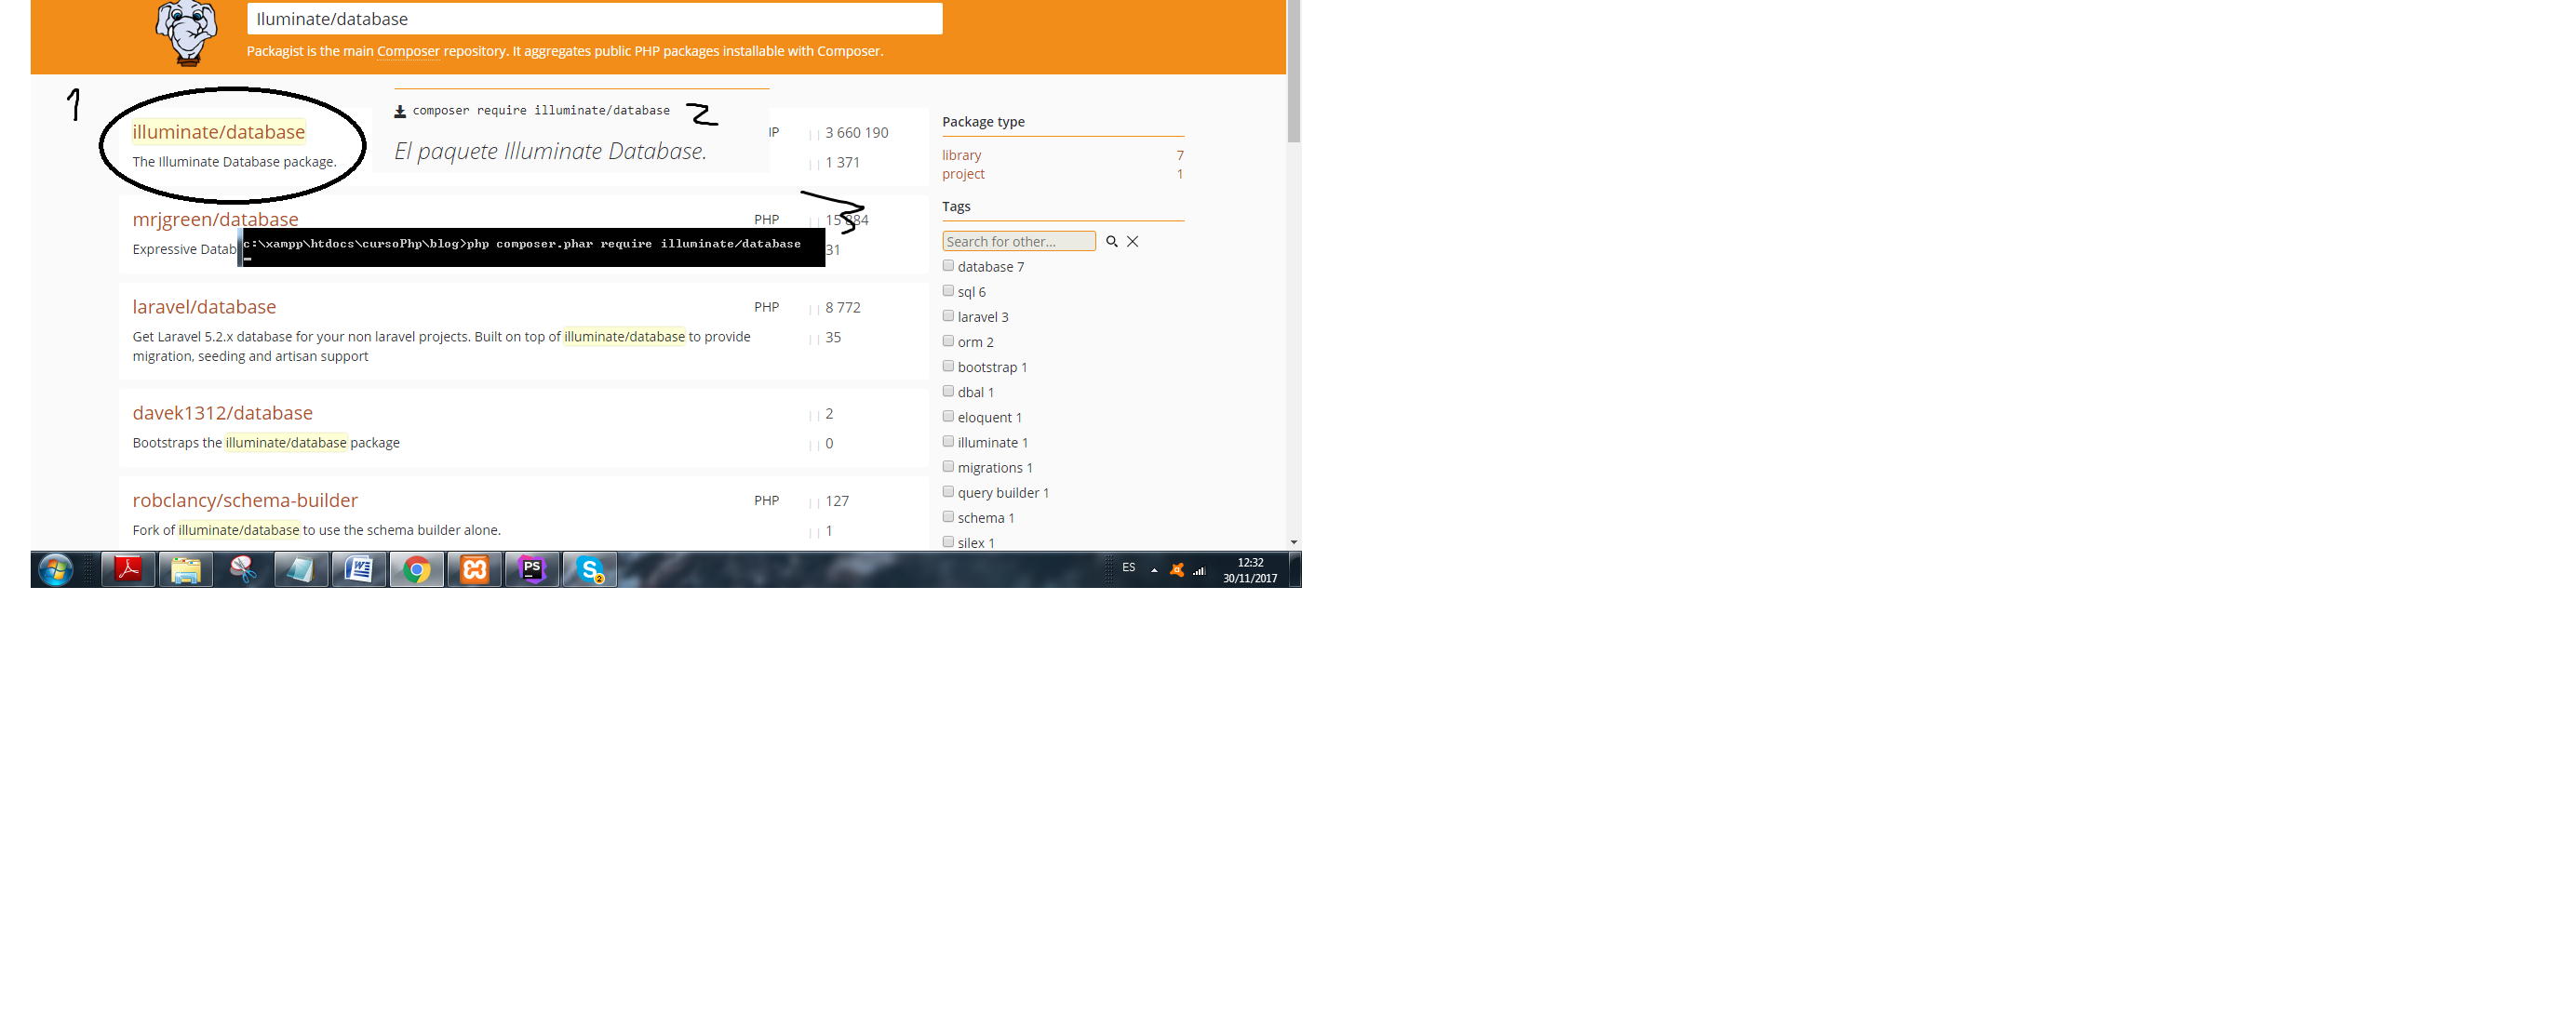 Iluminate/database
Packagist is the main Composer repository. It aggregates public PHP packages installable with Composer.
1
illuminate/database
The Illuminate Database package.
composer require illuminate/database
2
El paquete Illuminate Database.
HP
3 660 190
1 371
mrjgreen/database
PHP
3
Expressive Datab
31
c:\xampp\htdocs\cursoPhp\blog>php composer.phar require illuminate/database
laravel/database
PHP
8 772
Get Laravel 5.2.x database for your non laravel projects. Built on top of illuminate/database to provide
migration, seeding and artisan support
35
davek1312/database
2
Bootstraps the illuminate/database package
0
robclancy/schema-builder
PHP
127
Fork of illuminate/database to use the schema builder alone.
1
Package type
library 7
project 1
Tags
Search for other...
database 7
sql 6
laravel 3
orm 2
bootstrap 1
dbal 1
eloquent 1
illuminate 1
migrations 1
query builder 1
schema 1
silex 1
PS
S
2
ES
12:32
30/11/2017